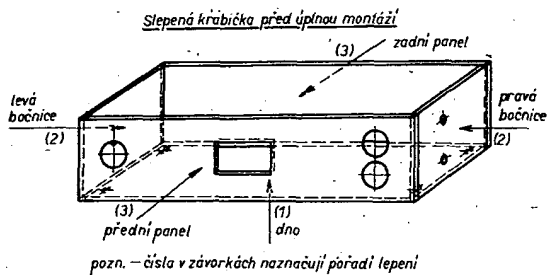 Slepená krabička před úplnou montáží
(3) zadní panel
levá
bočnice
(2)
pravá
bočnice
(2)
(3)
přední panel
(1)
dno
pozn. – čísla v závorkách naznačují pořadí lepení